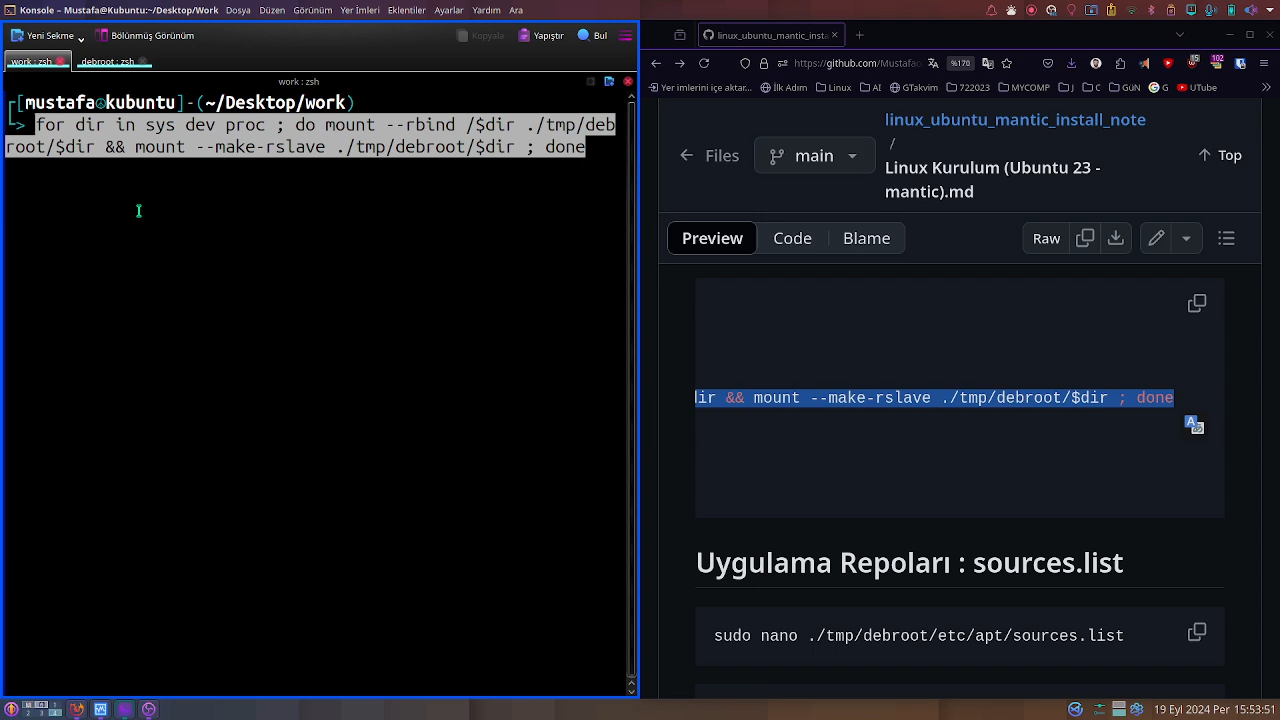 Konsole – Mustafa@Kubuntu:~/Desktop/Work Dosya Düzen Görünüm Yer İmleri Eklentiler Ayarlar Yardım Ara
Yeni Sekme Bölünmüş Görünüm Kopyala Yapıştır Bul
work : zsh debroot : zsh
work : zsh
[mustafa☮kubuntu]-(~/Desktop/work)
> for dir in sys dev proc ; do mount --rbind /$dir ./tmp/deb
root/$dir && mount --make-rslave ./tmp/debroot/$dir ; done
linux_ubuntu_mantic_insta
https://github.com/Mustafa %170 15 102
Yer imlerini içe aktar... İlk Adım Linux AI GTakvim 722023 MYCOMP J C GÜN G UTube
linux_ubuntu_mantic_install_note
/
Files main Linux Kurulum (Ubuntu 23 - Top
mantic).md
Preview Code Blame Raw
dir && mount --make-rslave ./tmp/debroot/$dir ; done
Uygulama Repoları : sources.list
sudo nano ./tmp/debroot/etc/apt/sources.list
19 Eyl 2024 Per 15:53:51